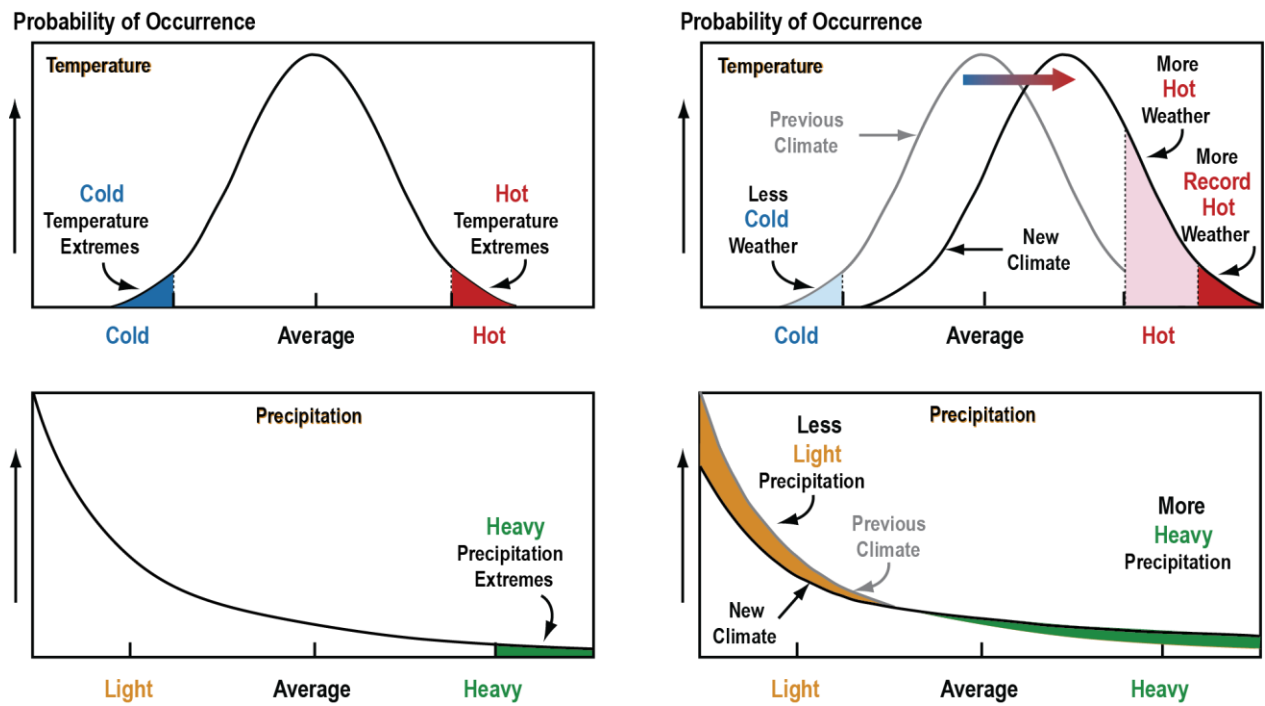 Probability of Occurrence
Temperature
Cold
Temperature
Extremes
Hot
Temperature
Extremes
Cold
Average
Hot
Probability of Occurrence
Temperature
Previous
Climate
Less
Cold
Weather
New
Climate
More
Hot
Weather
More
Record
Hot
Weather
Cold
Average
Hot
Precipitation
Heavy
Precipitation
Extremes
Light
Average
Heavy
Precipitation
Less
Light
Precipitation
Previous
Climate
New
Climate
More
Heavy
Precipitation
Light
Average
Heavy